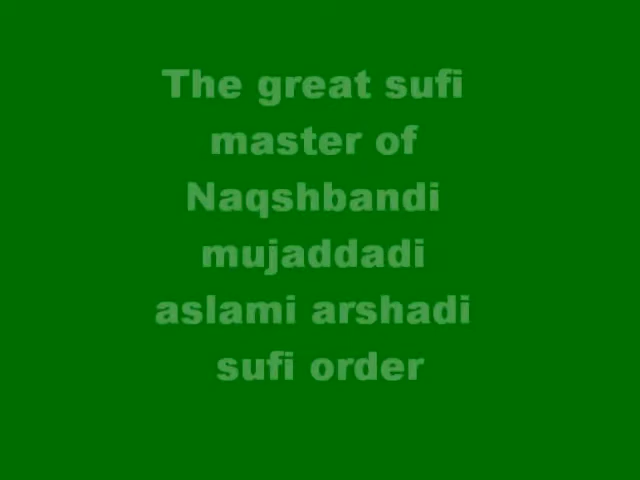 The great sufi
master of
Naqshbandi
mujaddadi
aslami arshadi
sufi order